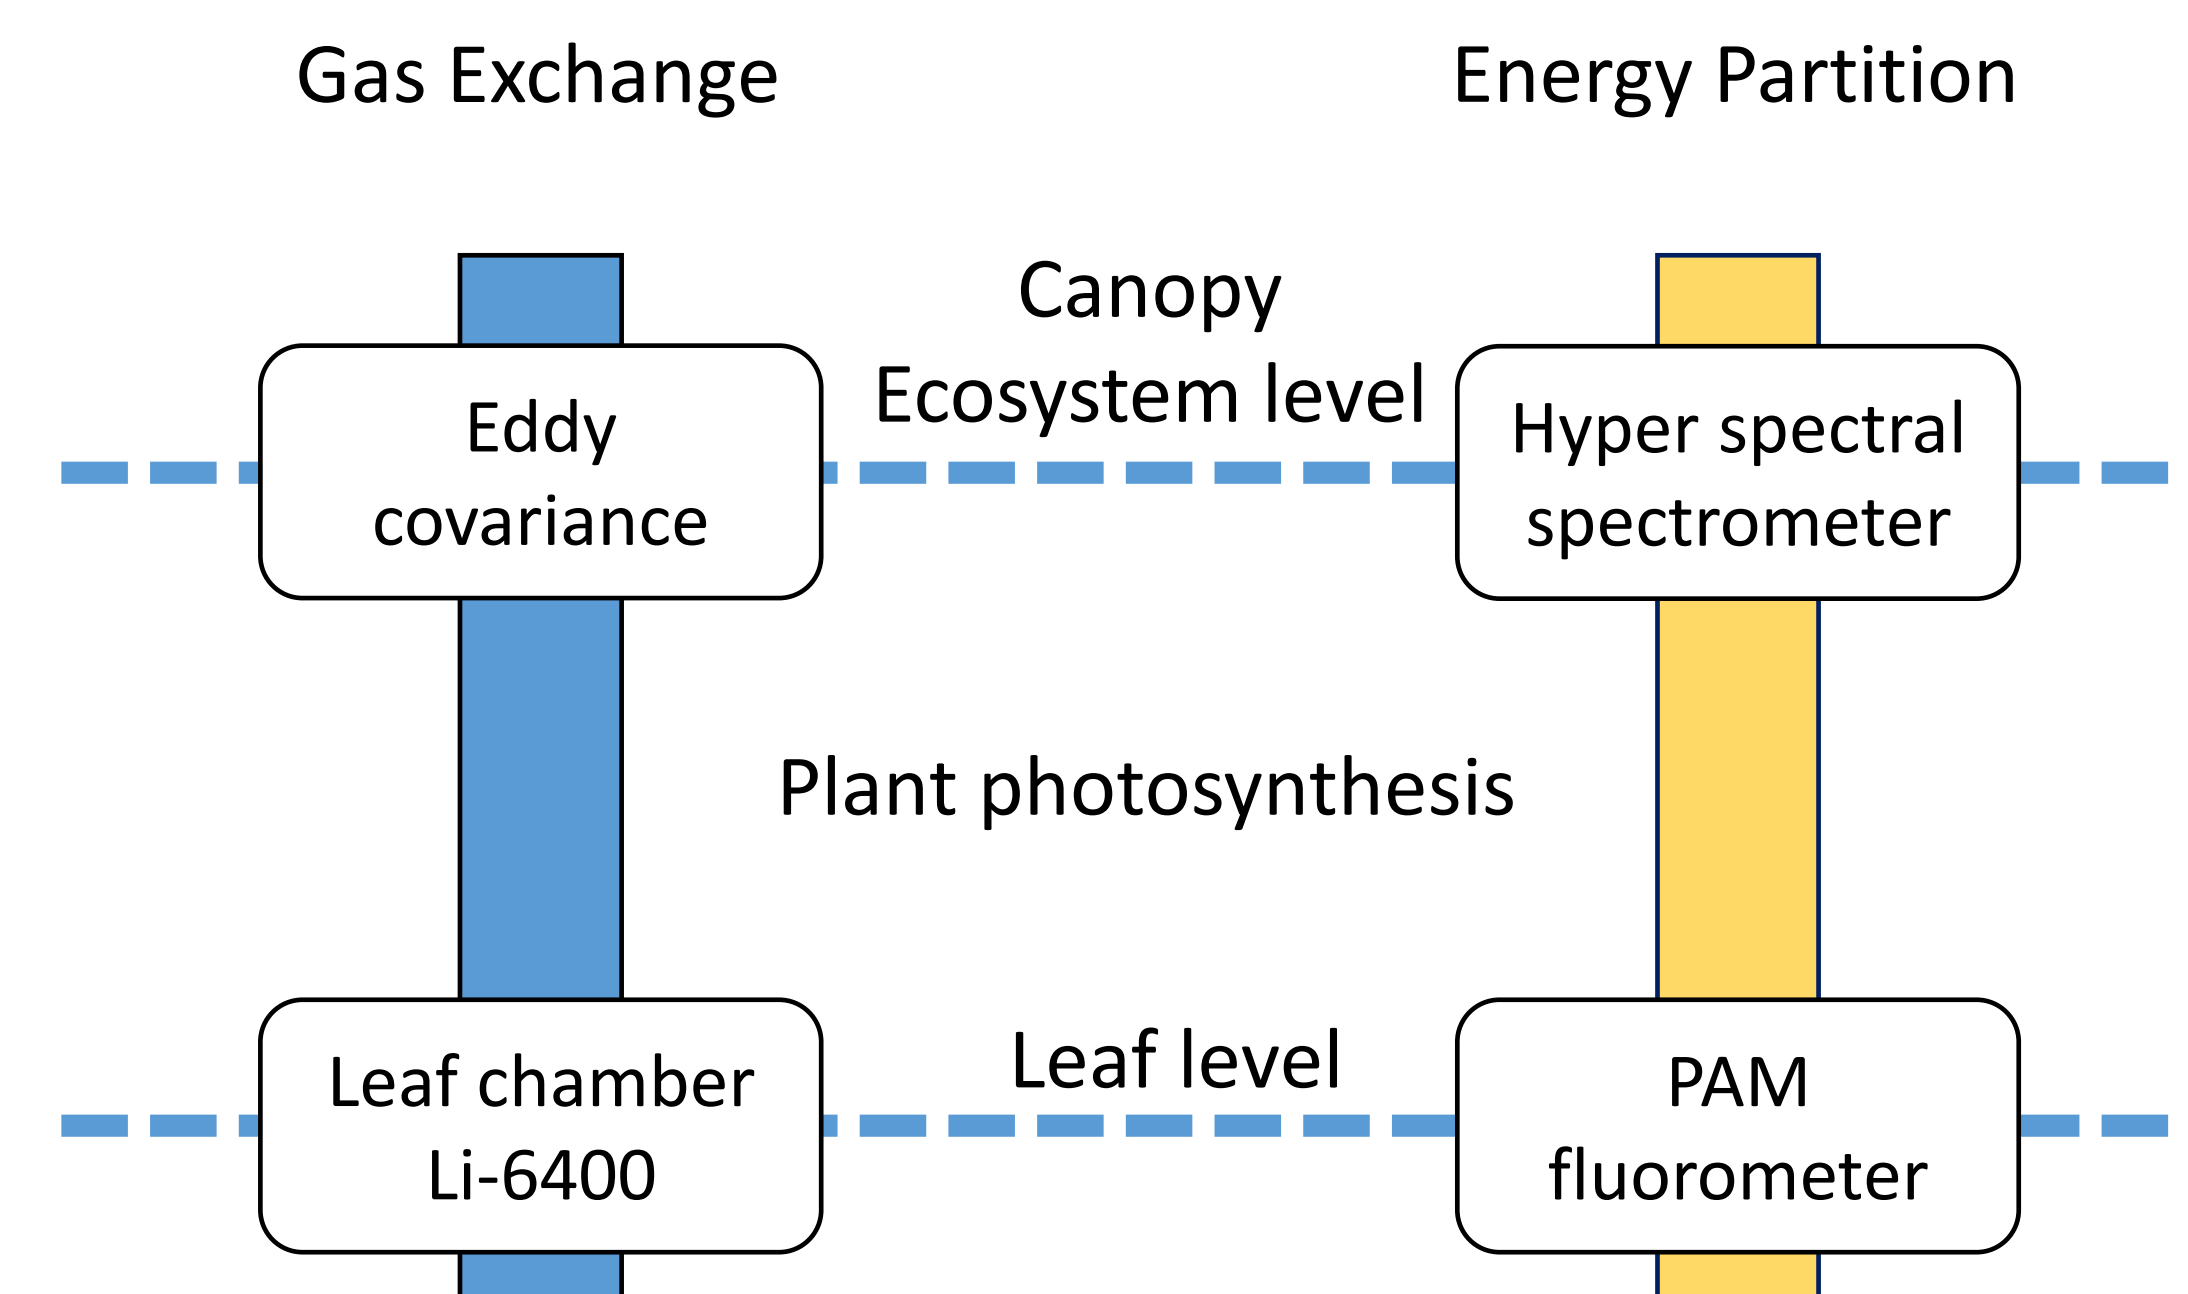 Gas Exchange
Energy Partition
Canopy
Ecosystem level
Eddy
covariance
Hyper spectral
spectrometer
Plant photosynthesis
Leaf level
Leaf chamber
Li-6400
PAM
fluorometer